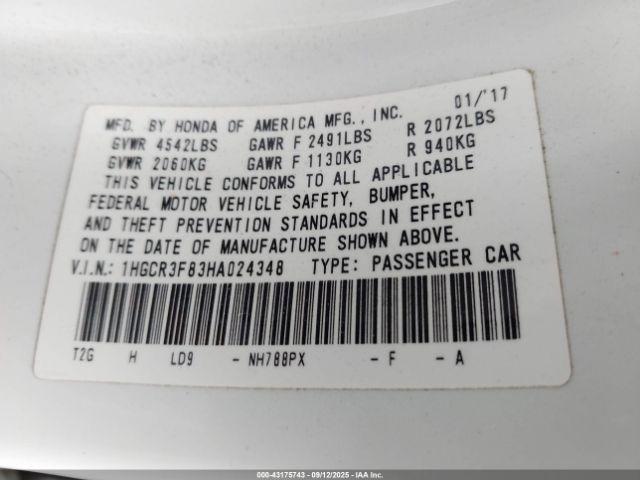 MFD. BY HONDA OF AMERICA MFG., INC. 01/'17
GVWR 4542LBS GAWR F 2491LBS R 2072LBS
GVWR 2060KG GAWR F 1130KG R 940KG
THIS VEHICLE CONFORMS TO ALL APPLICABLE
FEDERAL MOTOR VEHICLE SAFETY, BUMPER,
AND THEFT PREVENTION STANDARDS IN EFFECT
ON THE DATE OF MANUFACTURE SHOWN ABOVE.
V.I.N.: 1HGCR3F83HA024348 TYPE: PASSENGER CAR
T2G H LD9 - NH788PX - F - A
000-43175743 - 09/12/2025 - IAAI.com